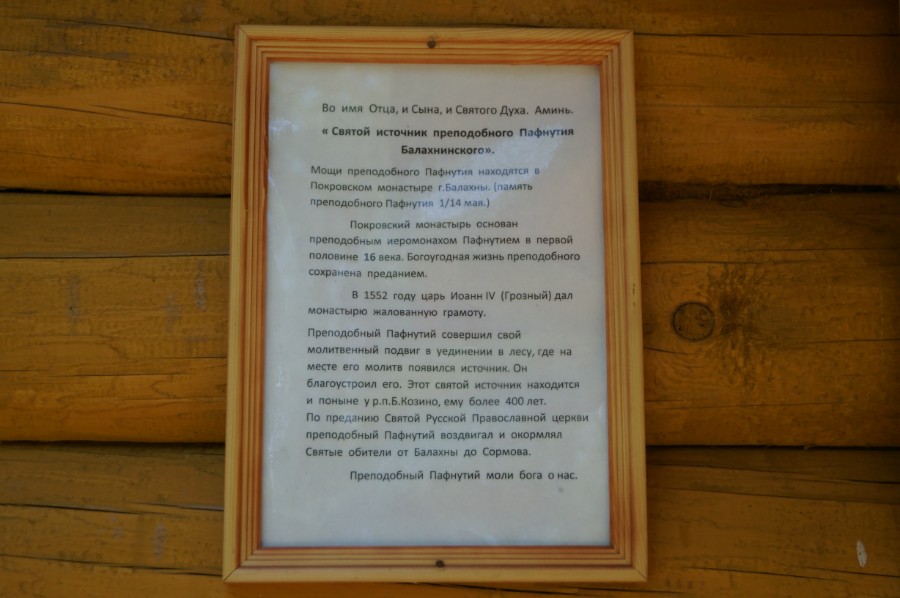 Во имя Отца, и Сына, и Святого Духа. Аминь.
« Святой источник преподобного Пафнутия
Балахнинского».
Мощи преподобного Пафнутия находятся в
Покровском монастыре г.Балахны. (память
преподобного Пафнутия 1/14 мая.)
Покровский монастырь основан
преподобным иеромонахом Пафнутием в первой
половине 16 века. Богоугодная жизнь преподобного
сохранена преданием.
В 1552 году царь Иоанн IV (Грозный) дал
монастырю жалованную грамоту.
Преподобный Пафнутий совершил свой
молитвенный подвиг в уединении в лесу, где на
месте его молитв появился источник. Он
благоустроил его. Этот святой источник находится
и поныне у р.п.Б.Козино, ему более 400 лет.
По преданию Святой Русской Православной церкви
преподобный Пафнутий воздвигал и окормлял
Святые обители от Балахны до Сормова.
Преподобный Пафнутий моли бога о нас.